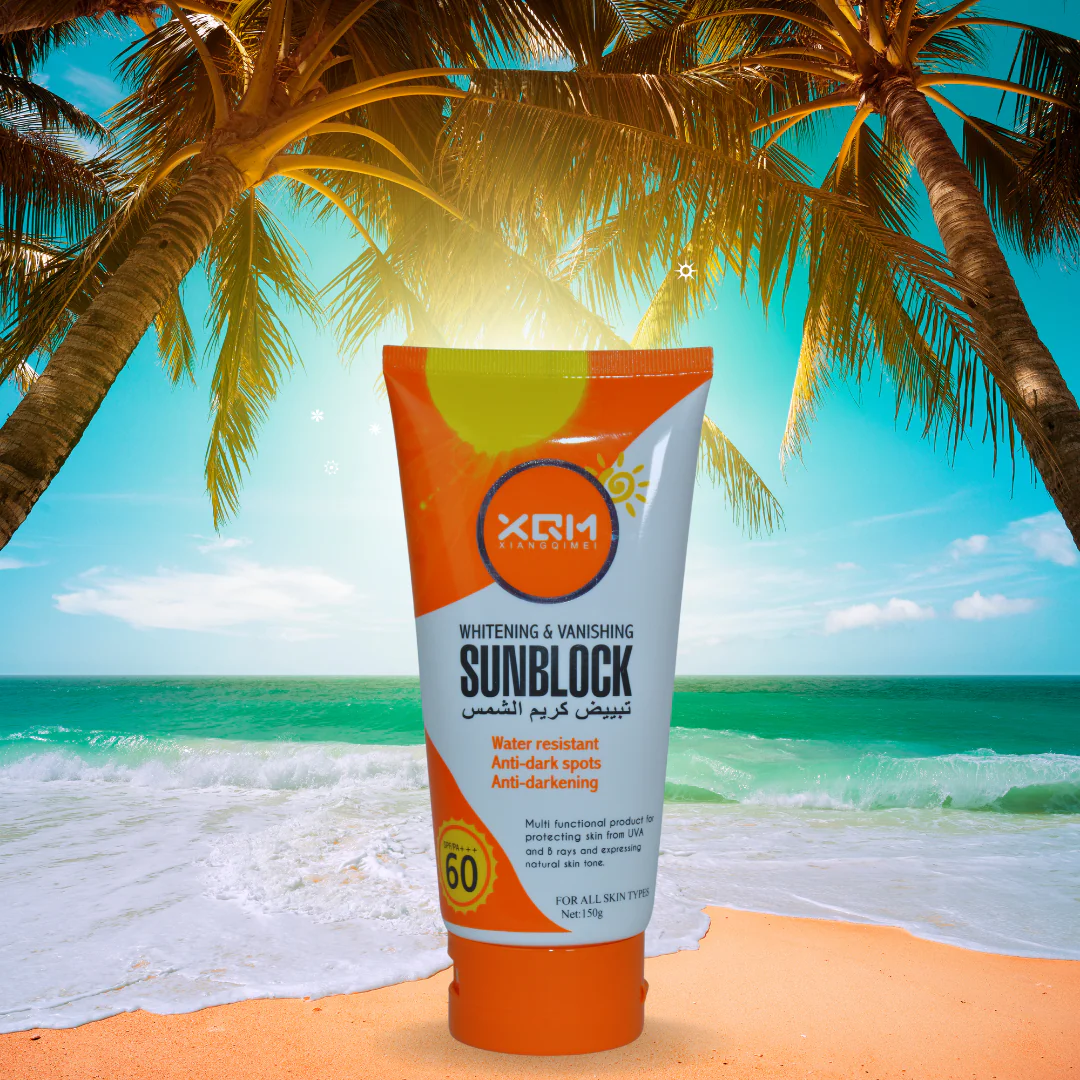 XQM
XIANGQIMEI
WHITENING & VANISHING
SUNBLOCK
تبييض كريم الشمس
Water resistant
Anti-dark spots
Anti-darkening
Multi functional product for
protecting skin from UVA
and B rays and expressing
natural skin tone.
SPF/PA+++
60
FOR ALL SKIN TYPES
Net:150g